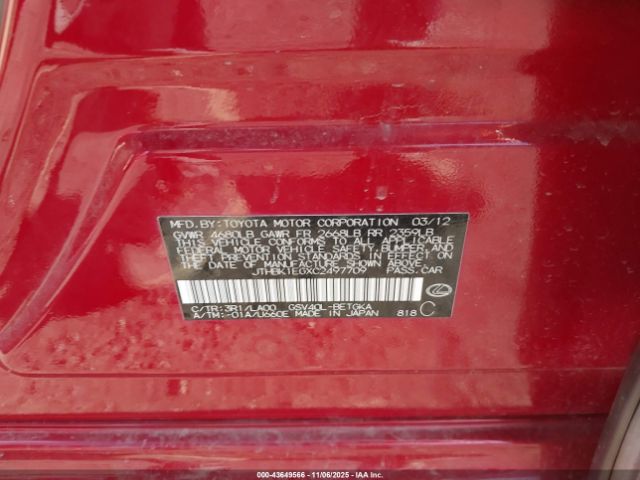 MFD.BY:TOYOTA MOTOR CORPORATION 03/12
GVWR 4680LB GAWR FR 2668LB RR 2359LB
THIS VEHICLE CONFORMS TO ALL APPLICABLE
FEDERAL MOTOR VEHICLE SAFETY, BUMPER, AND
THEFT PREVENTION STANDARDS IN EFFECT ON
THE DATE OF MANUFACTURE SHOWN ABOVE.
JTHBK1EGXC2497709 PASS.CAR
C/TR:3R1/LA00 GSV40L-BETGKA
A/TM:-01A/U660E MADE IN JAPAN 818 C
000-43649566 - 11/06/2025 - IAAI.COM